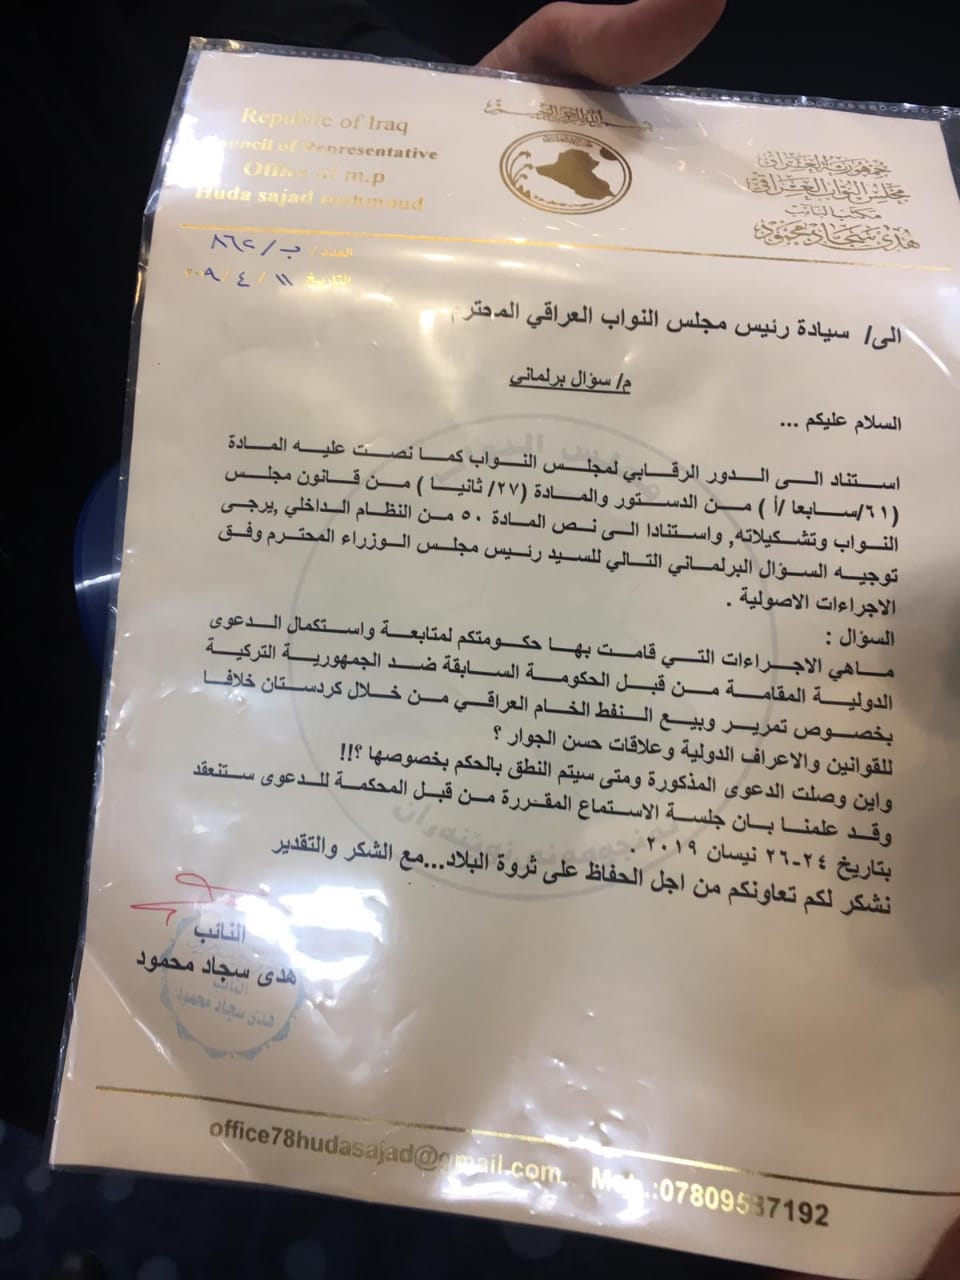 Republic of Iraq
Council of Representative
Office of m.p
Huda sajad mahmoud
جمهورية العراق
مجلس النواب العراقي
مكتب النائب
هدى سجاد محمود
العدد / ب / ٨٦٢
التاريخ ١١ / ٤ / ٢٠١٩
الى/ سيادة رئيس مجلس النواب العراقي المحترم
م/ سؤال برلماني
السلام عليكم ...
استناد الى الدور الرقابي لمجلس النواب كما نصت عليه المادة
(٦١/سابعا /أ ) من الدستور والمادة (٢٧/ ثانيا ) من قانون مجلس
النواب وتشكيلاته, واستنادا الى نص المادة ٥٠ من النظام الداخلي ,يرجى
توجيه السؤال البرلماني التالي للسيد رئيس مجلس الوزراء المحترم وفق
الاجراءات الاصولية .
السؤال :
ماهي الاجراءات التي قامت بها حكومتكم لمتابعة واستكمال الدعوى
الدولية المقامة من قبل الحكومة السابقة ضد الجمهورية التركية
بخصوص تمرير وبيع النفط الخام العراقي من خلال كردستان خلافا
للقوانين والاعراف الدولية وعلاقات حسن الجوار ؟
واين وصلت الدعوى المذكورة ومتى سيتم النطق بالحكم بخصوصها ؟!!
وقد علمنا بان جلسة الاستماع المقررة من قبل المحكمة للدعوى ستنعقد
بتاريخ ٢٤-٢٦ نيسان ٢٠١٩ .
نشكر لكم تعاونكم من اجل الحفاظ على ثروة البلاد...مع الشكر والتقدير
النائب
هدى سجاد محمود
النائب
هدى سجاد محمود
office78hudasajad@gmail.com